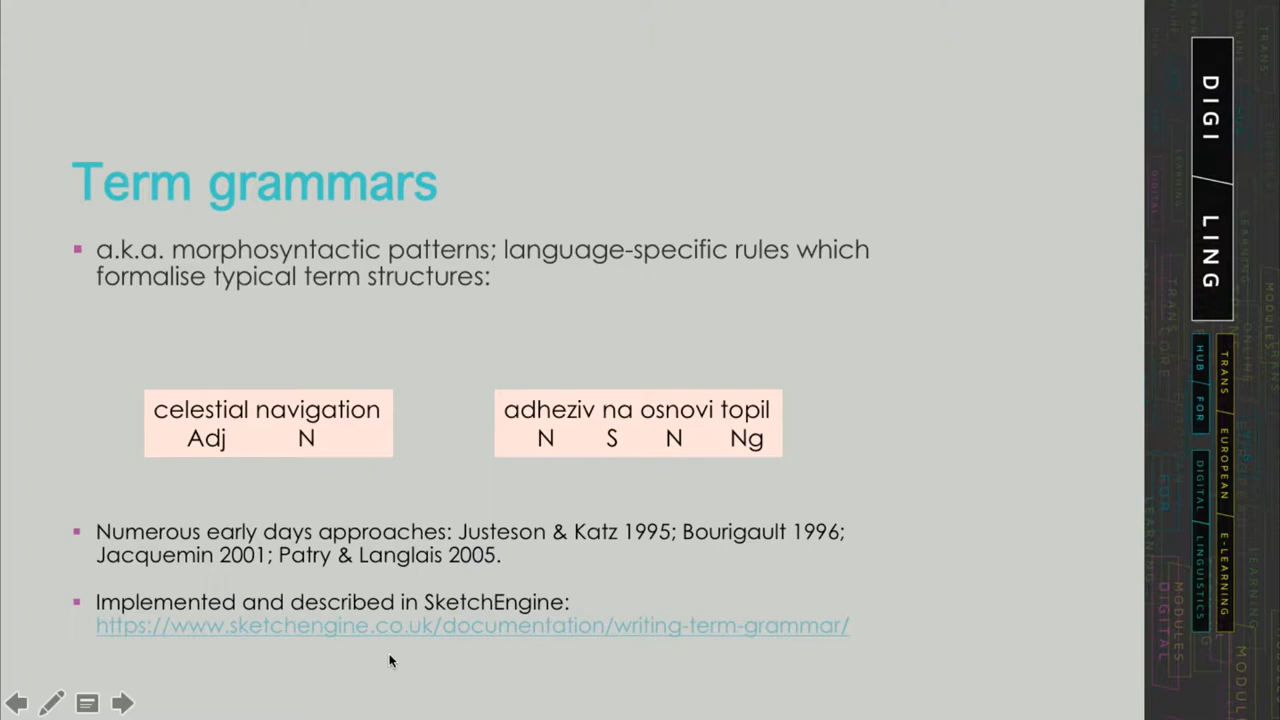 Term grammars
a.k.a. morphosyntactic patterns; language-specific rules which
formalise typical term structures:
celestial navigation
Adj N
adheziv na osnovi topil
N S N Ng
Numerous early days approaches: Justeson & Katz 1995; Bourigault 1996;
Jacquemin 2001; Patry & Langlais 2005.
Implemented and described in SketchEngine:
https://www.sketchengine.co.uk/documentation/writing-term-grammar/
DIGI / LING
HUB / FOR
DIGITAL / LINGUISTICS
TRANS / EUROPEAN / E-LEARNING